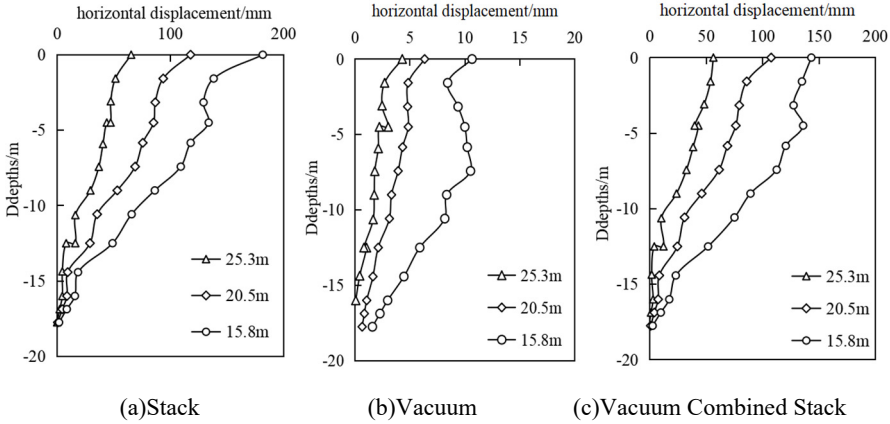 horizontal displacement/mm
0 100 200
0
-5
-10
-15
-20
Ddepths/m
25.3m
20.5m
15.8m
(a)Stack
horizontal displacement/mm
0 5 10 15 20
0
-5
-10
-15
-20
Ddepths/m
25.3m
20.5m
15.8m
(b)Vacuum
horizontal displacement/mm
0 50 100 150 200
0
-5
-10
-15
-20
Ddepths/m
25.3m
20.5m
15.8m
(c)Vacuum Combined Stack